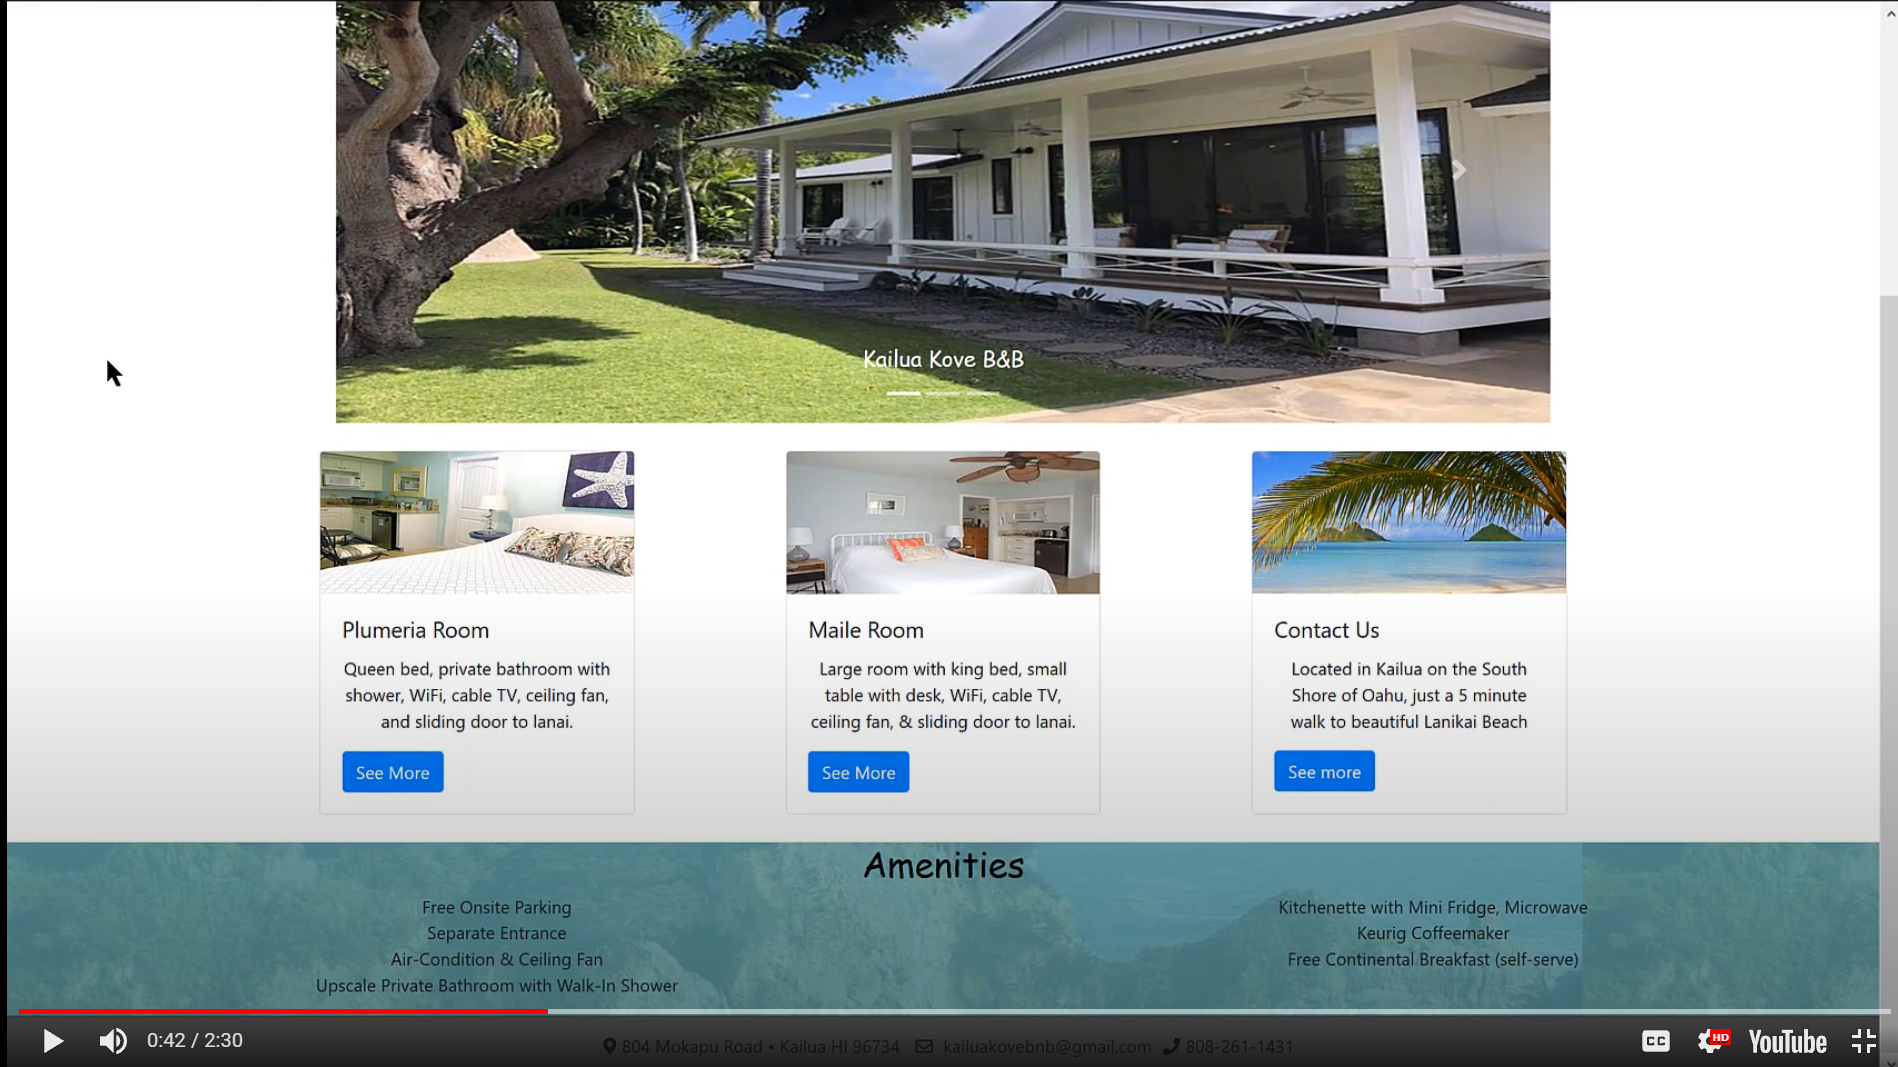 Kailua Kove B&B
Plumeria Room
Queen bed, private bathroom with
shower, WiFi, cable TV, ceiling fan,
and sliding door to lanai.
See More
Maile Room
Large room with king bed, small
table with desk, WiFi, cable TV,
ceiling fan, & sliding door to lanai.
See More
Contact Us
Located in Kailua on the South
Shore of Oahu, just a 5 minute
walk to beautiful Lanikai Beach
See more
Amenities
Free Onsite Parking
Separate Entrance
Air-Condition & Ceiling Fan
Upscale Private Bathroom with Walk-In Shower
Kitchenette with Mini Fridge, Microwave
Keurig Coffeemaker
Free Continental Breakfast (self-serve)
804 Mokapu Road • Kailua HI 96734 kailuakovebnb@gmail.com 808-261-1431
0:42 / 2:30
CC
HD
YouTube